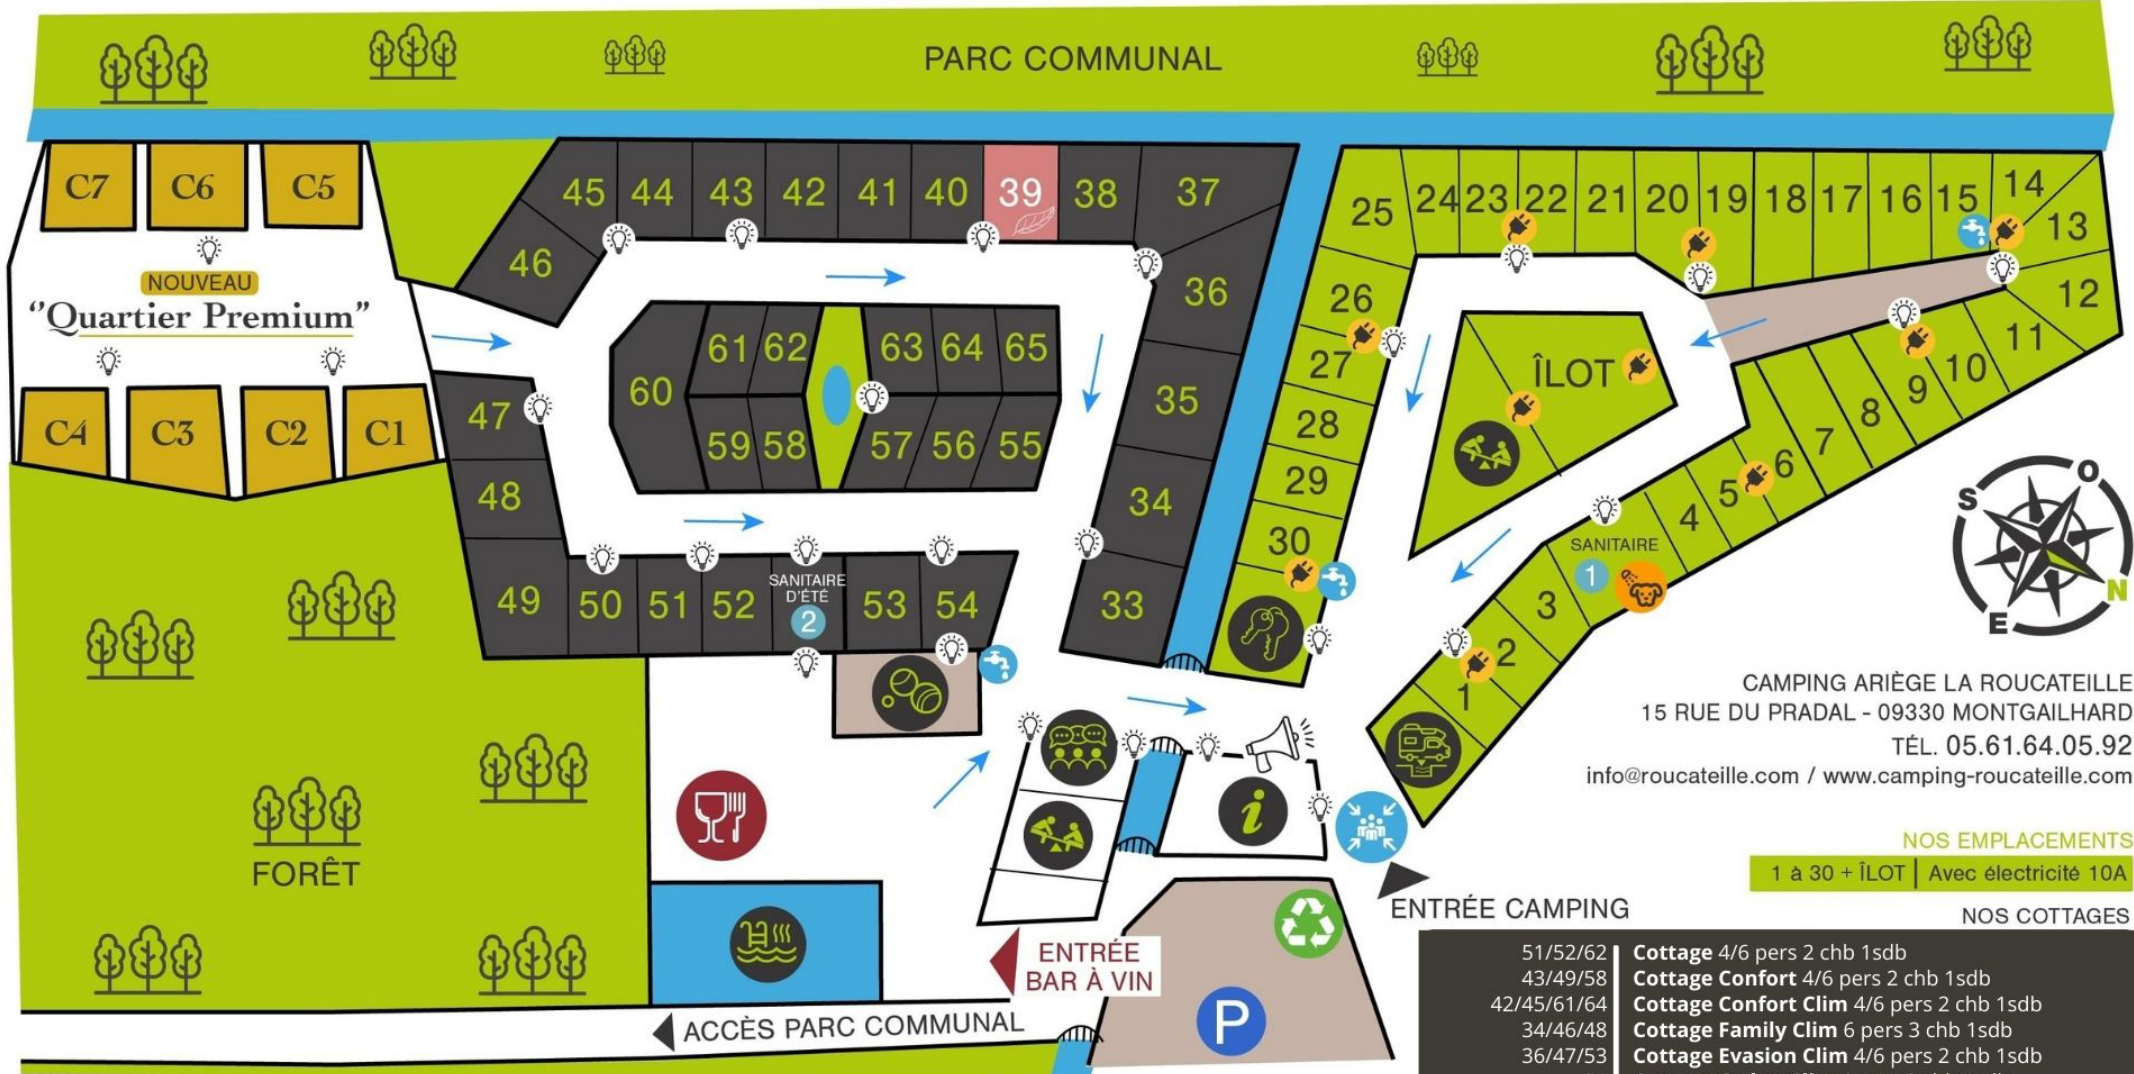 PARC COMMUNAL
C7 C6 C5
NOUVEAU
‘‘Quartier Premium’’
C4 C3 C2 C1
45 44 43 42 41 40 39 38 37
46
36
61 62 63 64 65
60
35
47
59 58 57 56 55
48
34
49 50 51 52
SANITAIRE
D'ÉTÉ
2
53 54
33
25 24 23 22 21 20 19 18 17 16 15 14
13
26
12
27
11
ÎLOT
10
9
28
8
7
29
6
5
4
30
SANITAIRE
1
3
2
1
S O
E N
FORÊT
i
ENTRÉE
BAR À VIN
ACCÈS PARC COMMUNAL
P
ENTRÉE CAMPING
CAMPING ARIÈGE LA ROUCATEILLE
15 RUE DU PRADAL - 09330 MONTGAILHARD
TÉL. 05.61.64.05.92
info@roucateille.com / www.camping-roucateille.com
NOS EMPLACEMENTS
1 à 30 + ÎLOT | Avec électricité 10A
NOS COTTAGES
51/52/62 Cottage 4/6 pers 2 chb 1sdb
43/49/58 Cottage Confort 4/6 pers 2 chb 1sdb
42/45/61/64 Cottage Confort Clim 4/6 pers 2 chb 1sdb
34/46/48 Cottage Family Clim 6 pers 3 chb 1sdb
36/47/53 Cottage Evasion Clim 4/6 pers 2 chb 1sdb